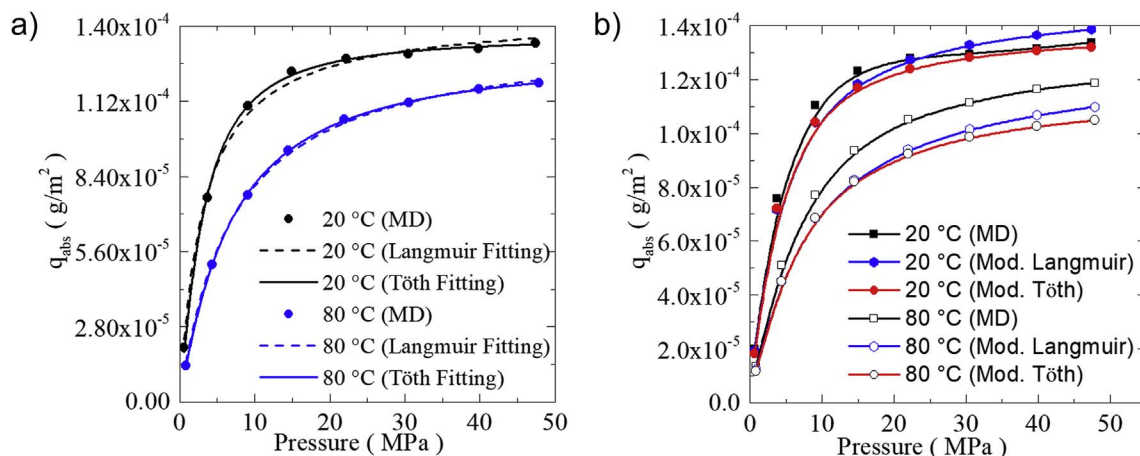 a)
1.40x10⁻⁴
1.12x10⁻⁴
8.40x10⁻⁵
5.60x10⁻⁵
2.80x10⁻⁵
0.00
q_abs ( g/m² )
20 °C (MD)
20 °C (Langmuir Fitting)
20 °C (Töth Fitting)
80 °C (MD)
80 °C (Langmuir Fitting)
80 °C (Töth Fitting)
0 10 20 30 40 50
Pressure ( MPa )
b)
1.4x10⁻⁴
1.2x10⁻⁴
1.0x10⁻⁴
8.0x10⁻⁵
6.0x10⁻⁵
4.0x10⁻⁵
2.0x10⁻⁵
0.0
q_abs ( g/m² )
20 °C (MD)
20 °C (Mod. Langmuir)
20 °C (Mod. Töth)
80 °C (MD)
80 °C (Mod. Langmuir)
80 °C (Mod. Töth)
0 10 20 30 40 50
Pressure ( MPa )